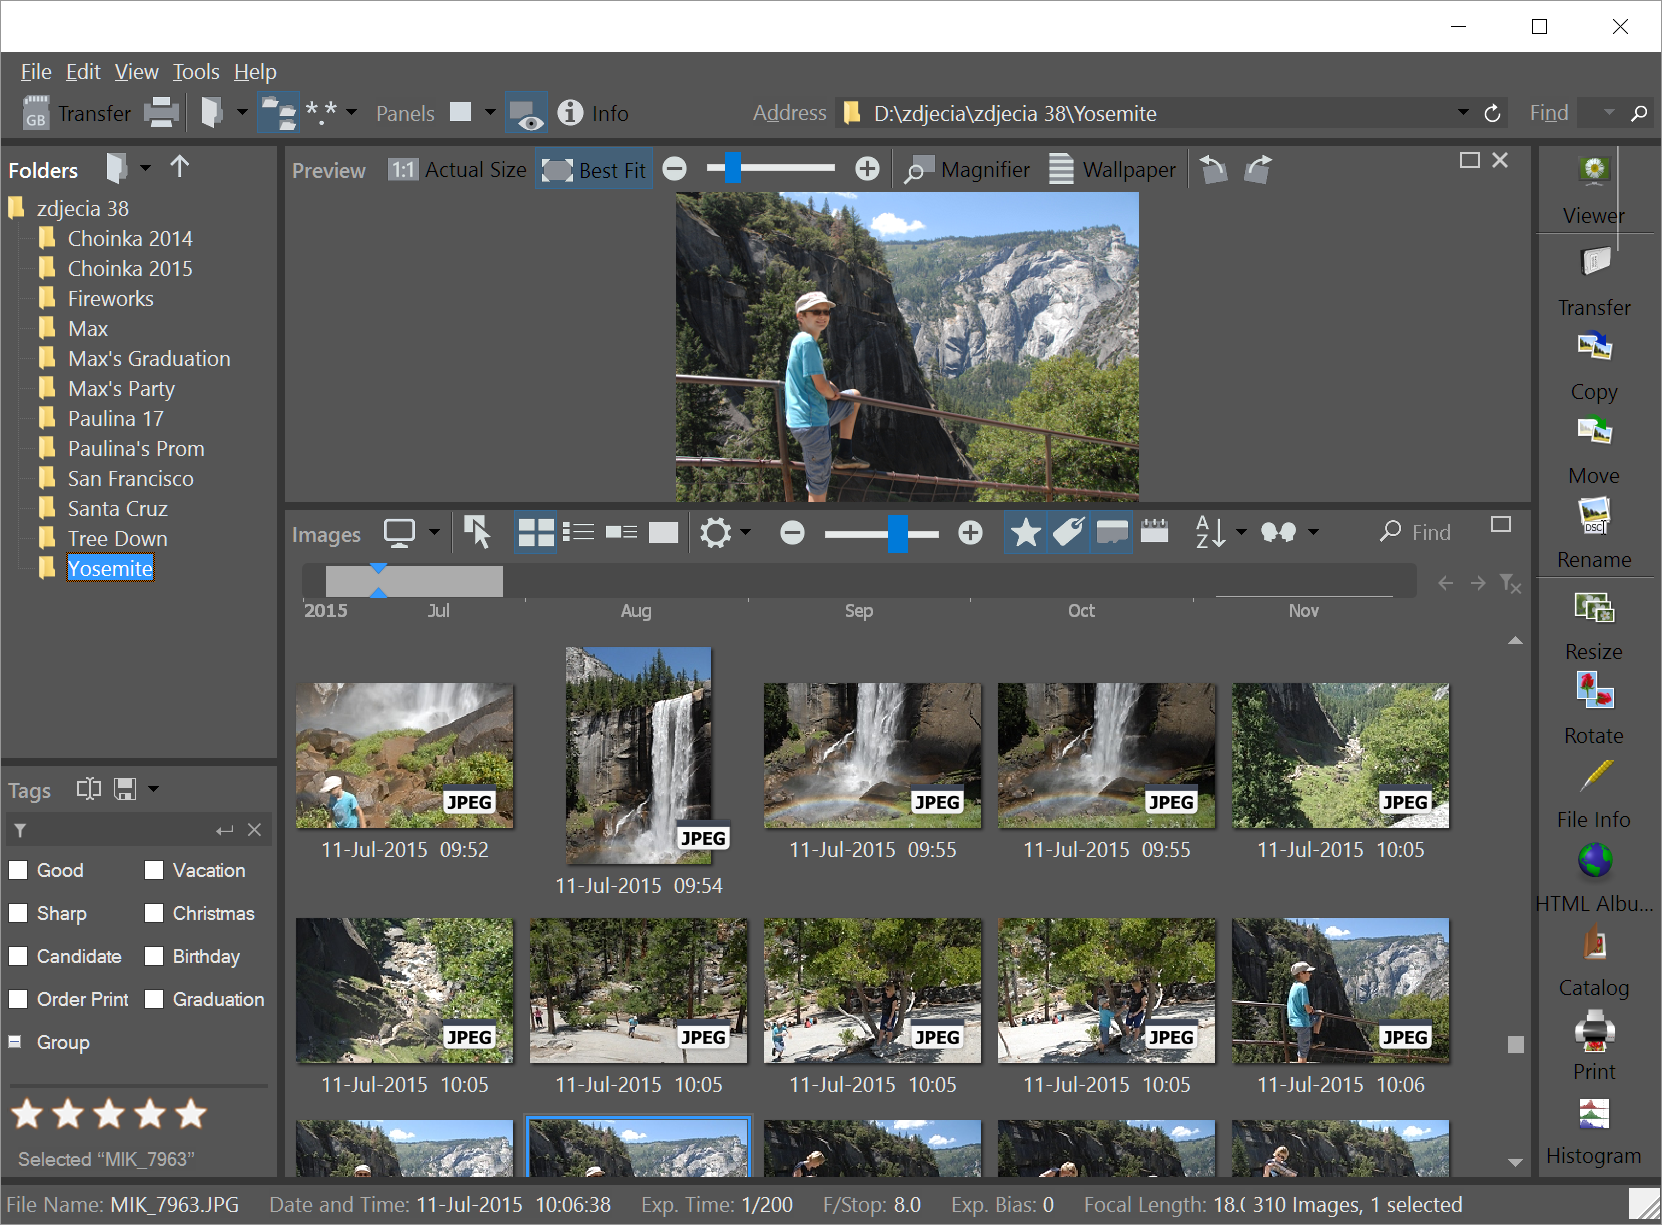 File Edit View Tools Help
GB Transfer *.* Panels Info Address D:\zdjecia\zdjecia 38\Yosemite Find
Folders
zdjecia 38
Choinka 2014
Choinka 2015
Fireworks
Max
Max's Graduation
Max's Party
Paulina 17
Paulina's Prom
San Francisco
Santa Cruz
Tree Down
Yosemite
Tags
Good Vacation
Sharp Christmas
Candidate Birthday
Order Print Graduation
Group
Selected “MIK_7963”
Preview 1:1 Actual Size Best Fit Magnifier Wallpaper
Images A Z Find
2015 Jul Aug Sep Oct Nov
JPEG JPEG JPEG JPEG JPEG
11-Jul-2015 09:52
11-Jul-2015 09:54
11-Jul-2015 09:55
11-Jul-2015 09:55
11-Jul-2015 10:05
JPEG JPEG JPEG JPEG JPEG
11-Jul-2015 10:05
11-Jul-2015 10:05
11-Jul-2015 10:05
11-Jul-2015 10:05
11-Jul-2015 10:06
Viewer
Transfer
Copy
Move
DSC
Rename
Resize
Rotate
File Info
HTML Albu...
Catalog
Print
Histogram
File Name: MIK_7963.JPG Date and Time: 11-Jul-2015 10:06:38 Exp. Time: 1/200 F/Stop: 8.0 Exp. Bias: 0 Focal Length: 18.0 310 Images, 1 selected